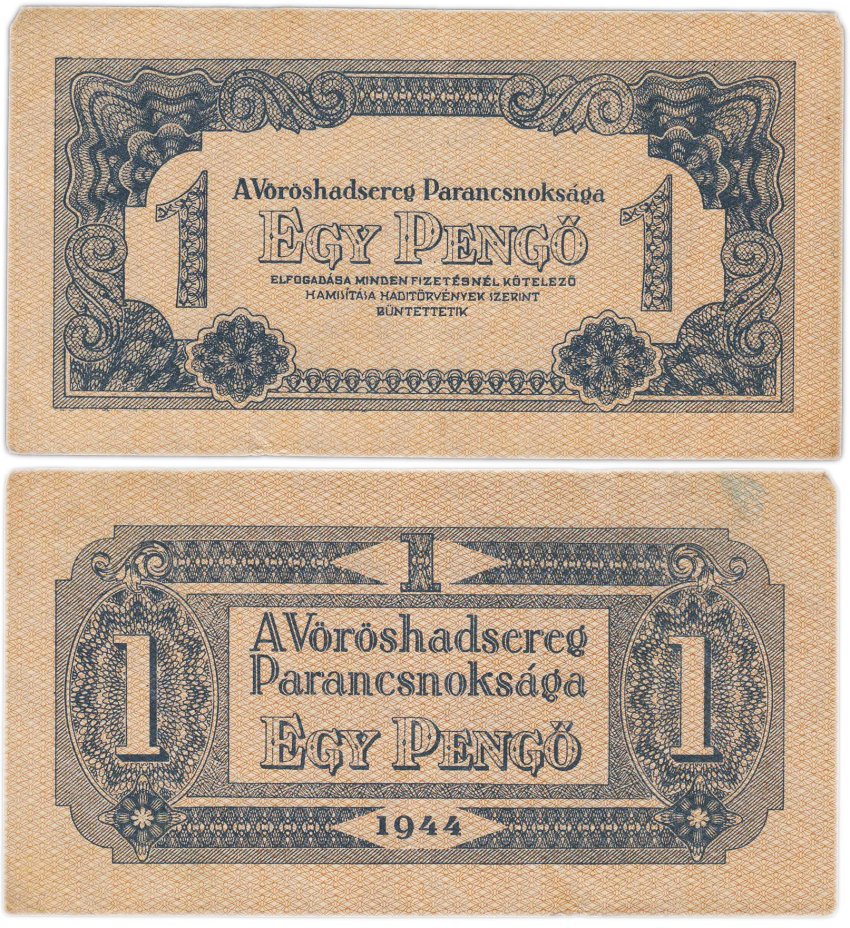 A Vöröshadsereg Parancsnoksága
1 1
EGY PENGŐ
ELFOGADÁSA MINDEN FIZETÉSNÉL KÖTELEZŐ
HAMISÍTÁSA HADITÖRVÉNYEK SZERINT
BÜNTETTETIK
1
A Vöröshadsereg
Parancsnoksága
1 1
EGY PENGŐ
1944